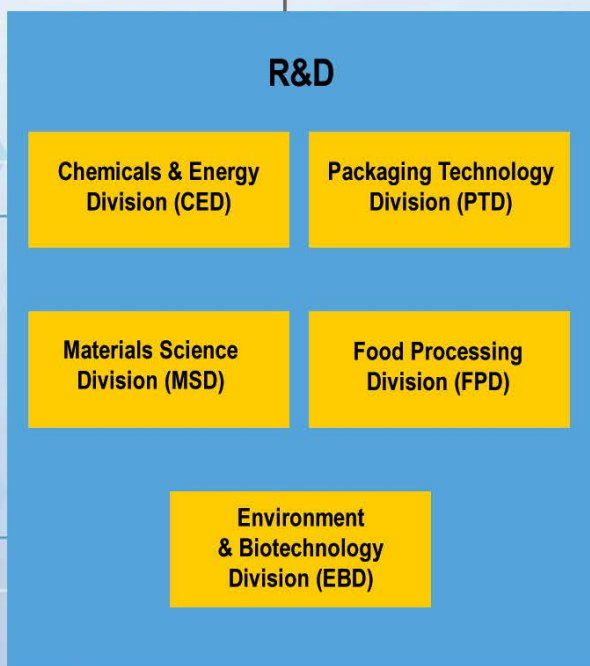 R&D
Chemicals & Energy
Division (CED)
Packaging Technology
Division (PTD)
Materials Science
Division (MSD)
Food Processing
Division (FPD)
Environment
& Biotechnology
Division (EBD)